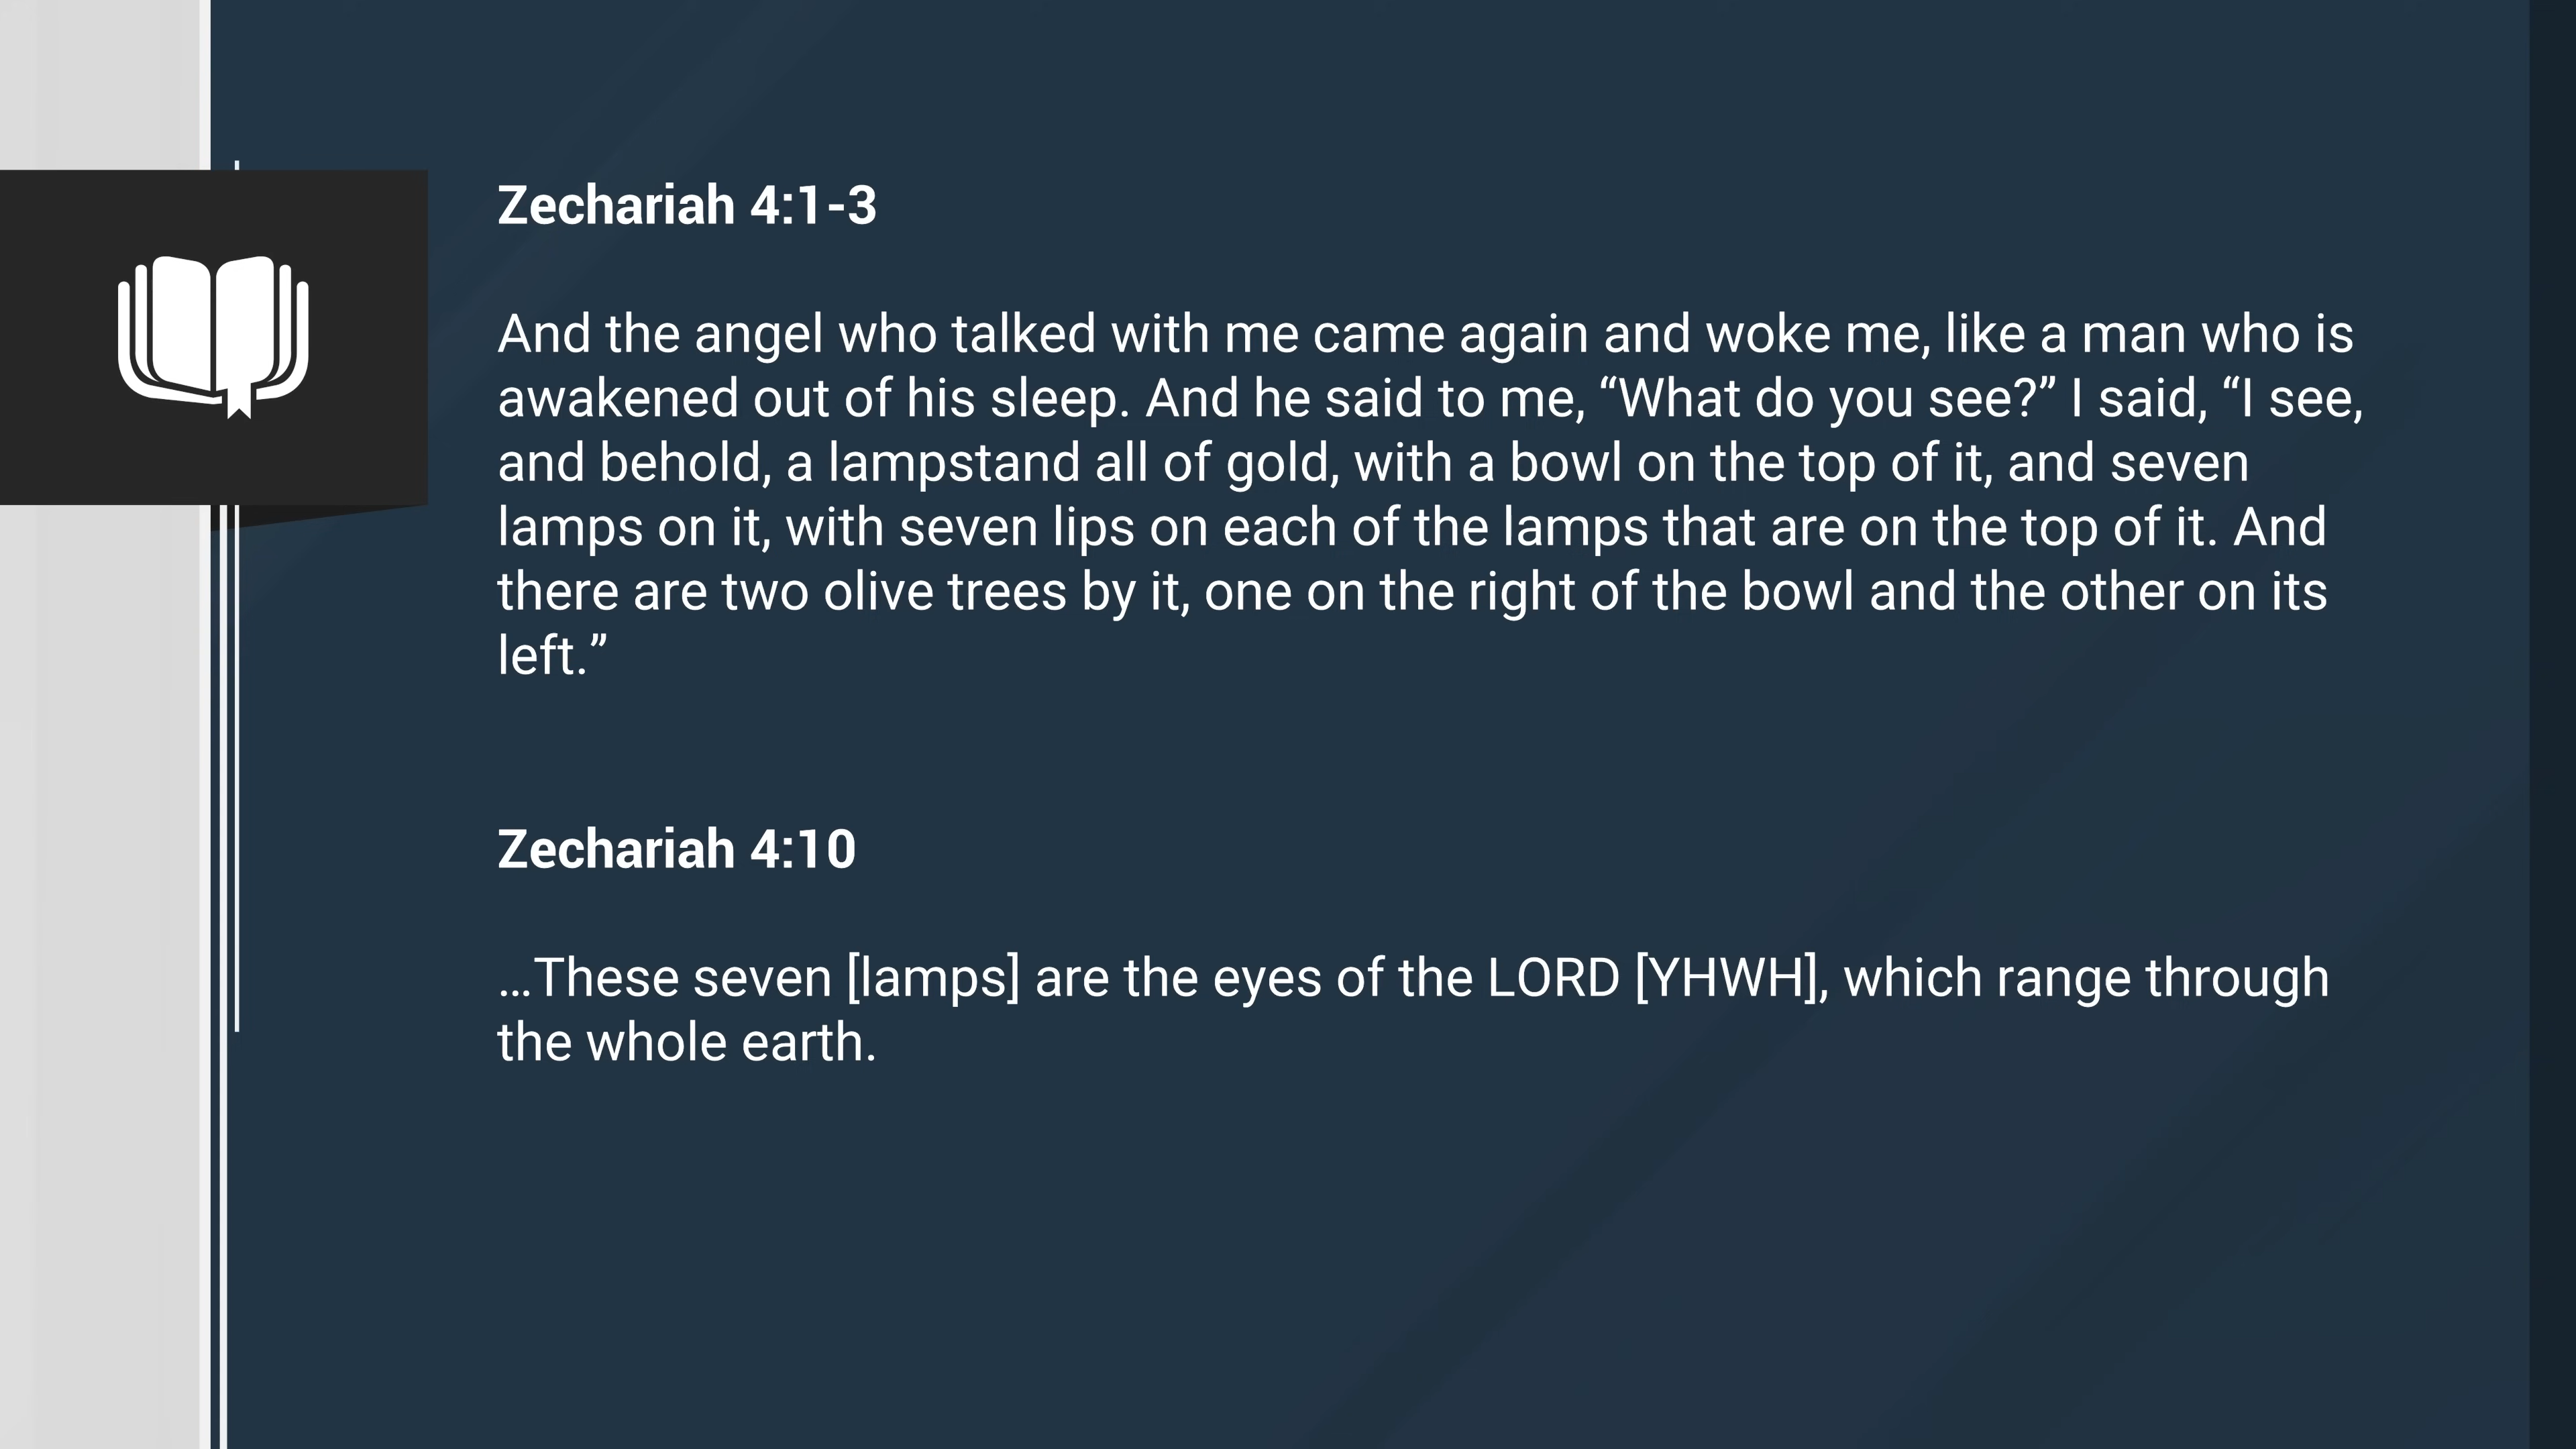 Zechariah 4:1-3
And the angel who talked with me came again and woke me, like a man who is
awakened out of his sleep. And he said to me, “What do you see?” I said, “I see,
and behold, a lampstand all of gold, with a bowl on the top of it, and seven
lamps on it, with seven lips on each of the lamps that are on the top of it. And
there are two olive trees by it, one on the right of the bowl and the other on its
left.”
Zechariah 4:10
…These seven [lamps] are the eyes of the LORD [YHWH], which range through
the whole earth.